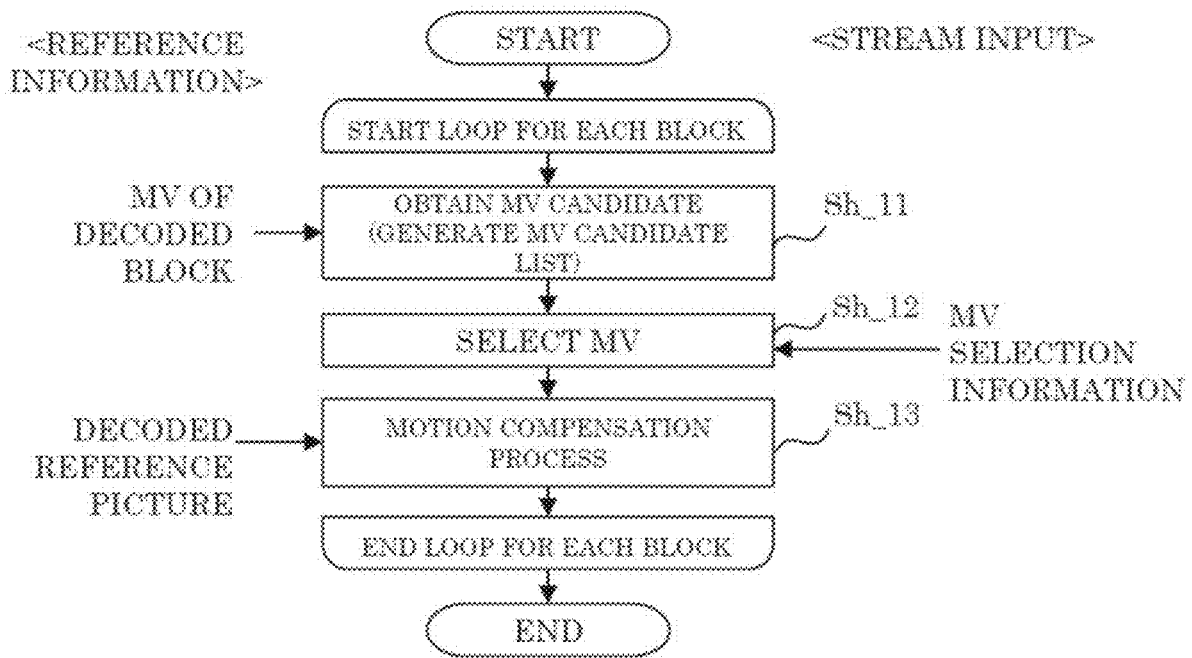 <REFERENCE
INFORMATION>
START
<STREAM INPUT>
START LOOP FOR EACH BLOCK
MV OF
DECODED
BLOCK
OBTAIN MV CANDIDATE
(GENERATE MV CANDIDATE
LIST)
Sh_11
SELECT MV
Sh_12
MV
SELECTION
INFORMATION
DECODED
REFERENCE
PICTURE
MOTION COMPENSATION
PROCESS
Sh_13
END LOOP FOR EACH BLOCK
END